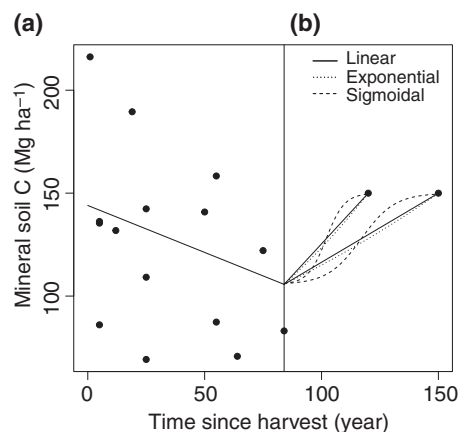 (a)
(b)
Linear
Exponential
Sigmoidal
Mineral soil C (Mg ha⁻¹)
200
150
100
0
50
100
150
Time since harvest (year)